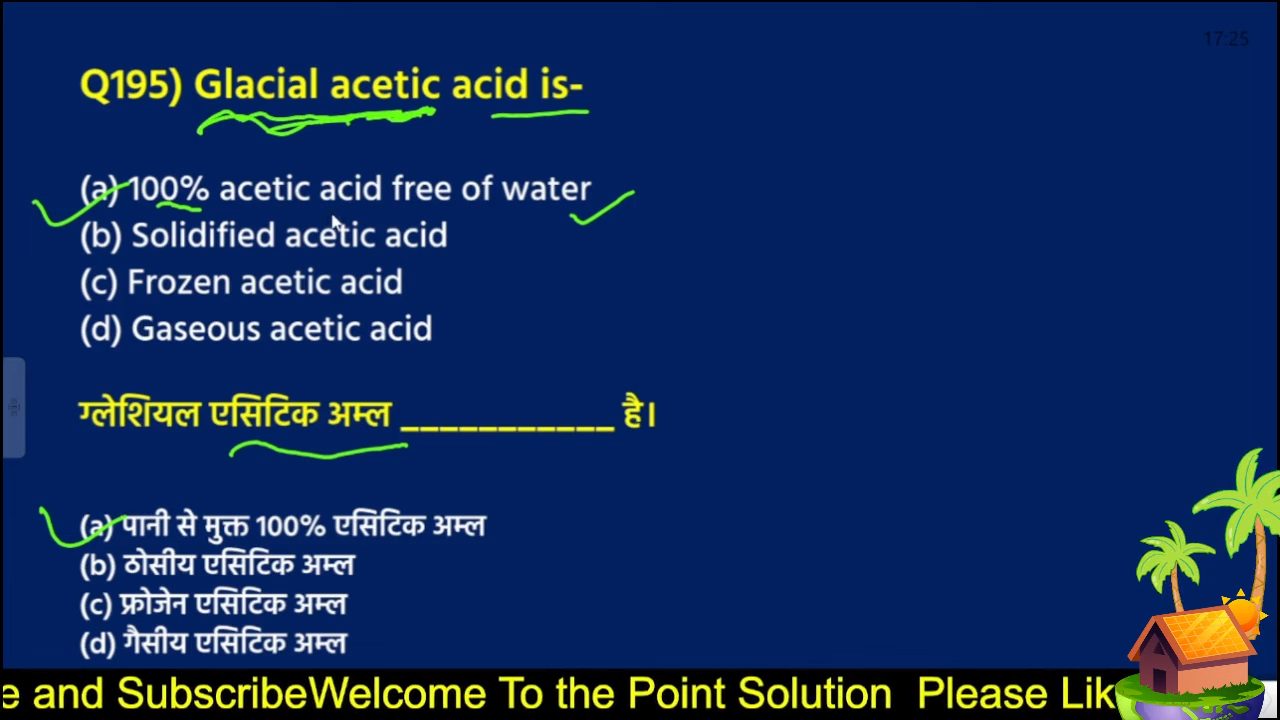 17:25
Q195) Glacial acetic acid is-
(a) 100% acetic acid free of water
(b) Solidified acetic acid
(c) Frozen acetic acid
(d) Gaseous acetic acid
ग्लेशियल एसिटिक अम्ल ___________ है।
(a) पानी से मुक्त 100% एसिटिक अम्ल
(b) ठोसीय एसिटिक अम्ल
(c) फ्रोजेन एसिटिक अम्ल
(d) गैसीय एसिटिक अम्ल
e and SubscribeWelcome To the Point Solution Please Lik